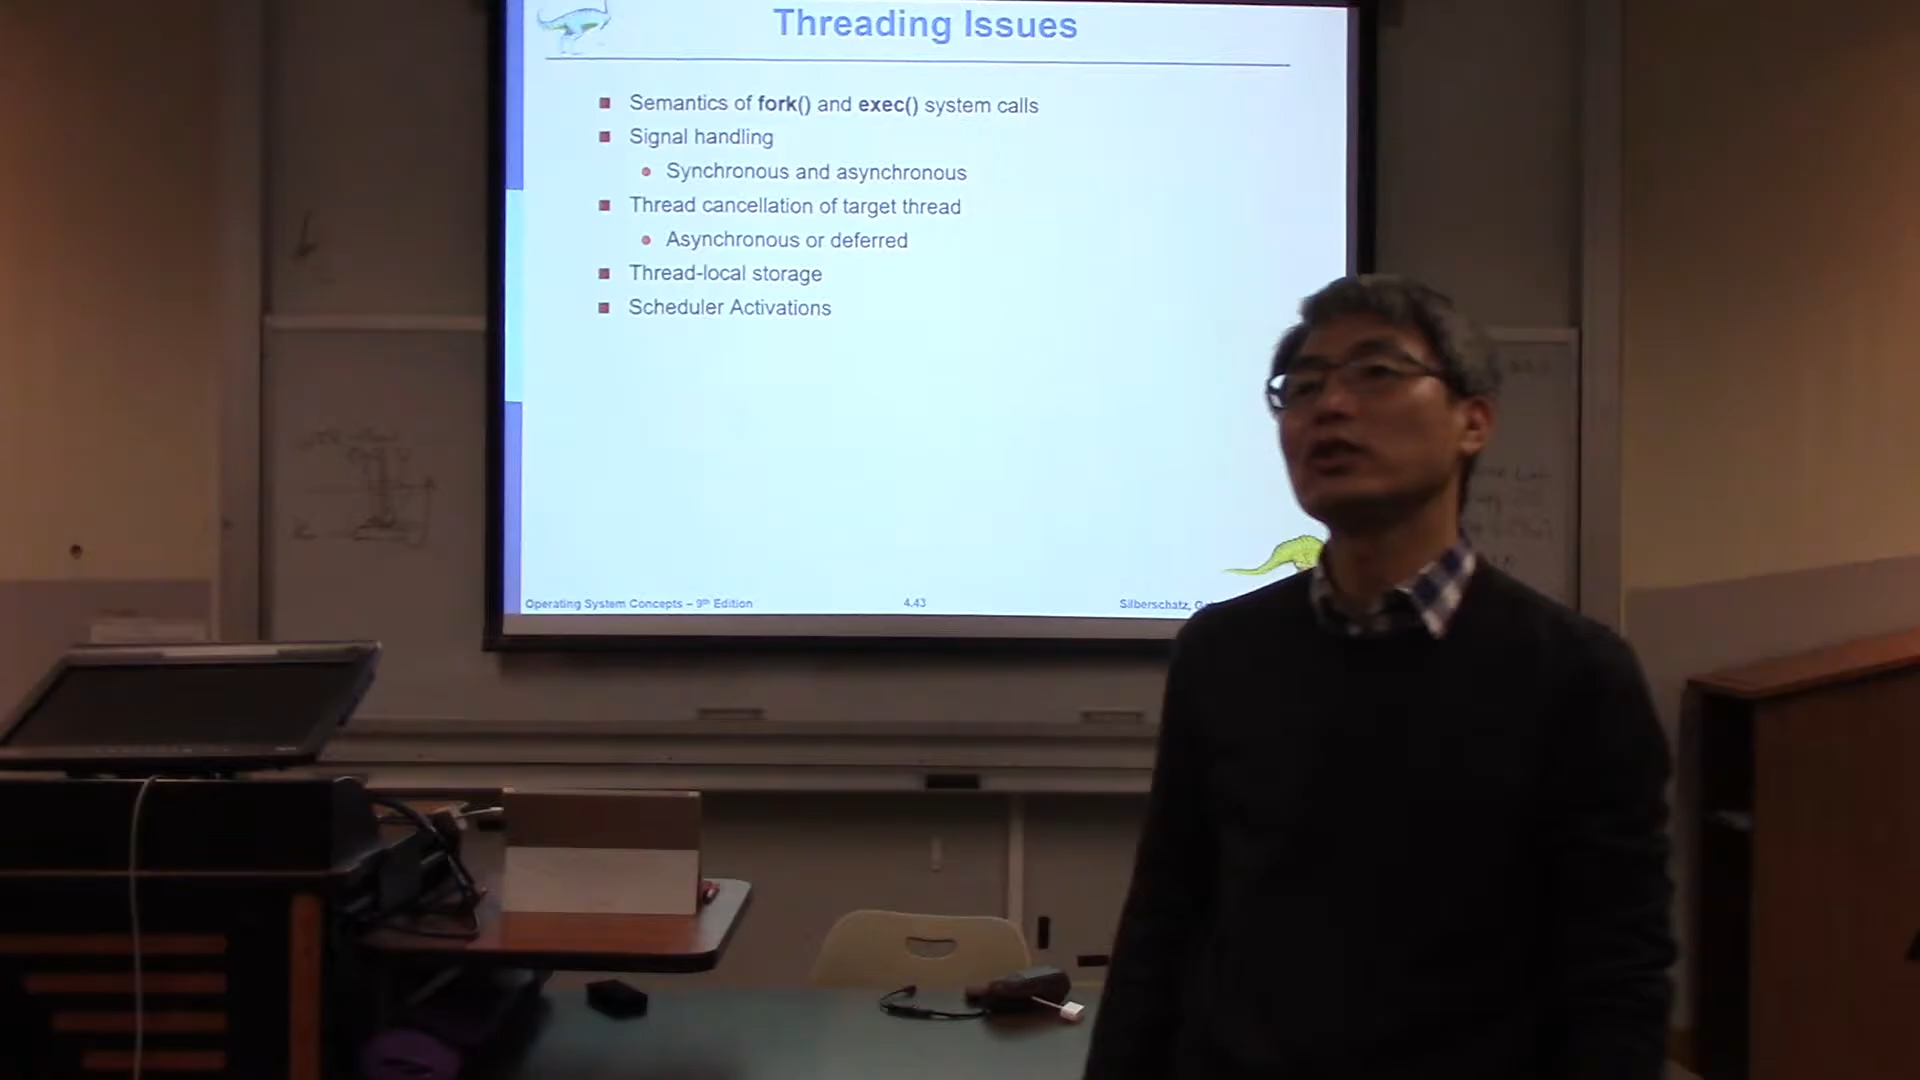 Threading Issues
Semantics of fork() and exec() system calls
Signal handling
Synchronous and asynchronous
Thread cancellation of target thread
Asynchronous or deferred
Thread-local storage
Scheduler Activations
Operating System Concepts – 9th Edition
4.43
Silberschatz,